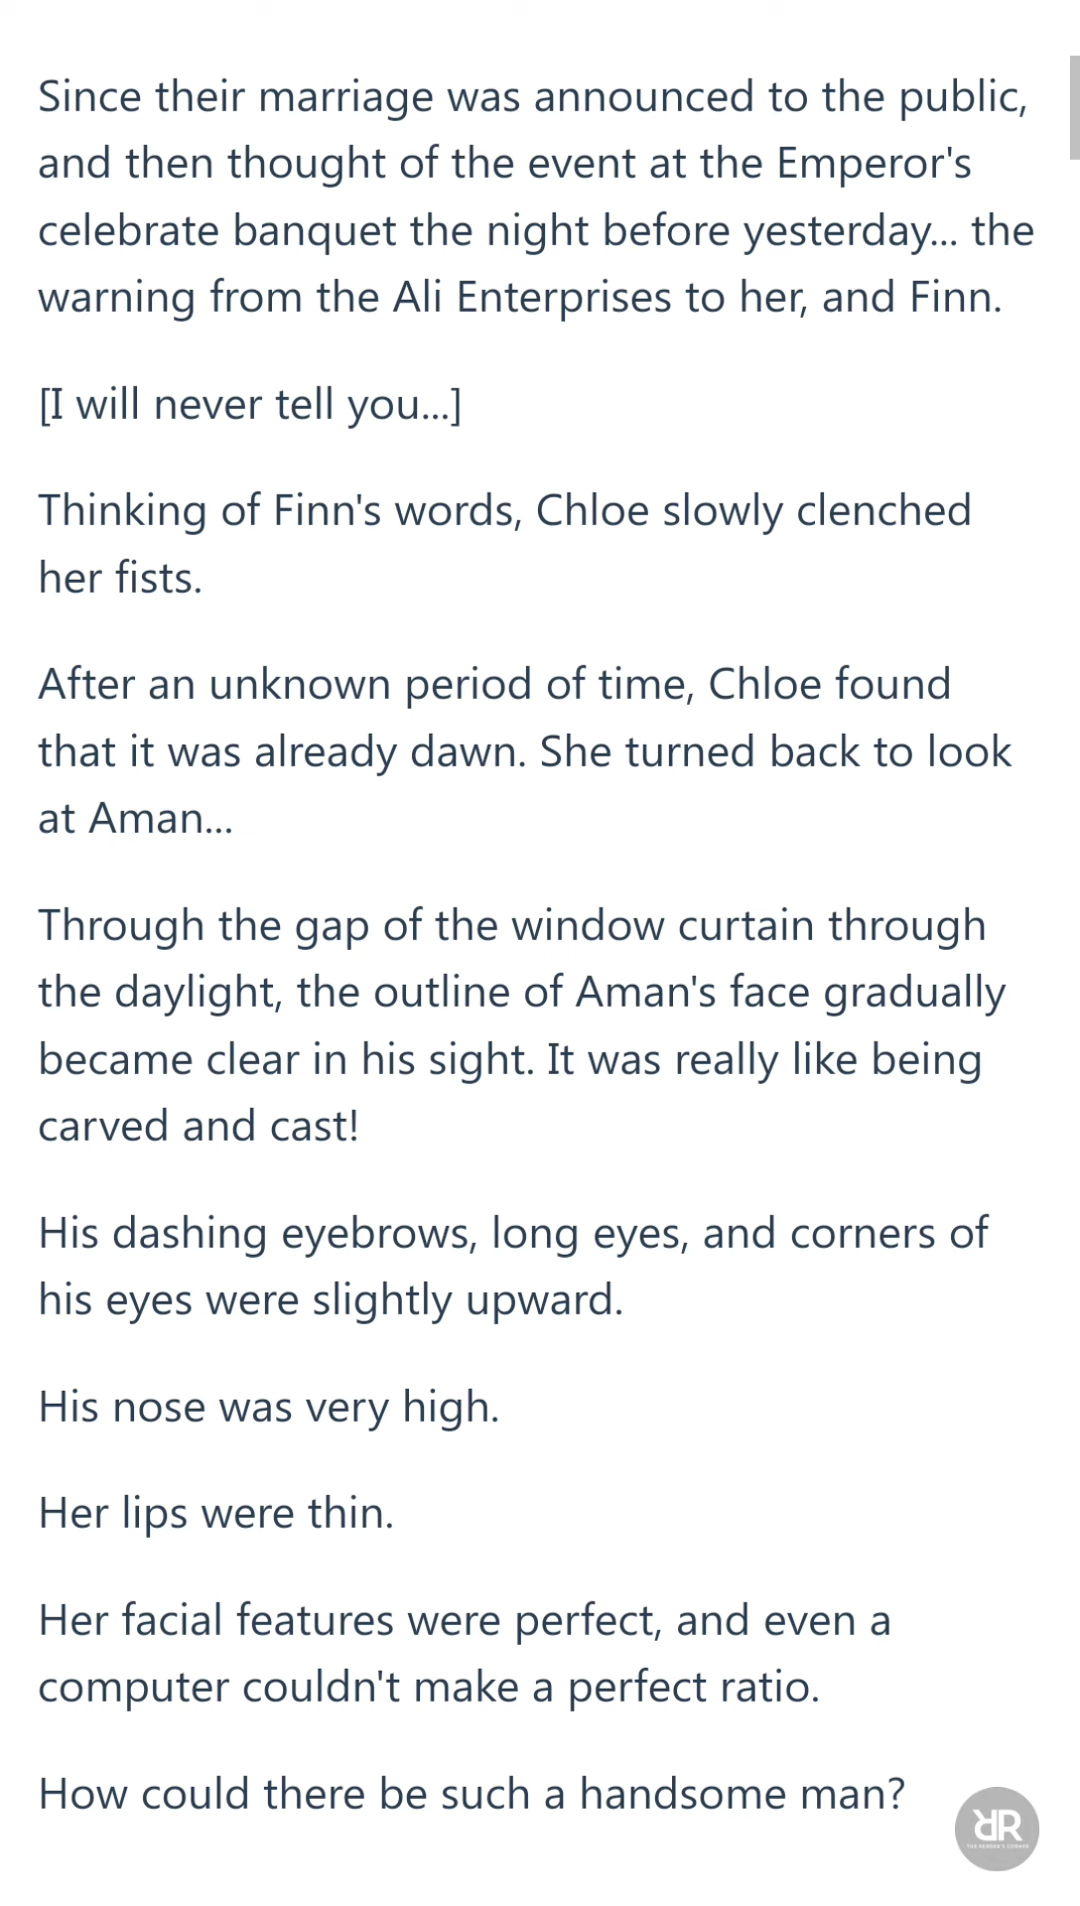 Since their marriage was announced to the public,
and then thought of the event at the Emperor's
celebrate banquet the night before yesterday... the
warning from the Ali Enterprises to her, and Finn.
[I will never tell you...]
Thinking of Finn's words, Chloe slowly clenched
her fists.
After an unknown period of time, Chloe found
that it was already dawn. She turned back to look
at Aman...
Through the gap of the window curtain through
the daylight, the outline of Aman's face gradually
became clear in his sight. It was really like being
carved and cast!
His dashing eyebrows, long eyes, and corners of
his eyes were slightly upward.
His nose was very high.
Her lips were thin.
Her facial features were perfect, and even a
computer couldn't make a perfect ratio.
How could there be such a handsome man?
RR
THE READER'S CORNER